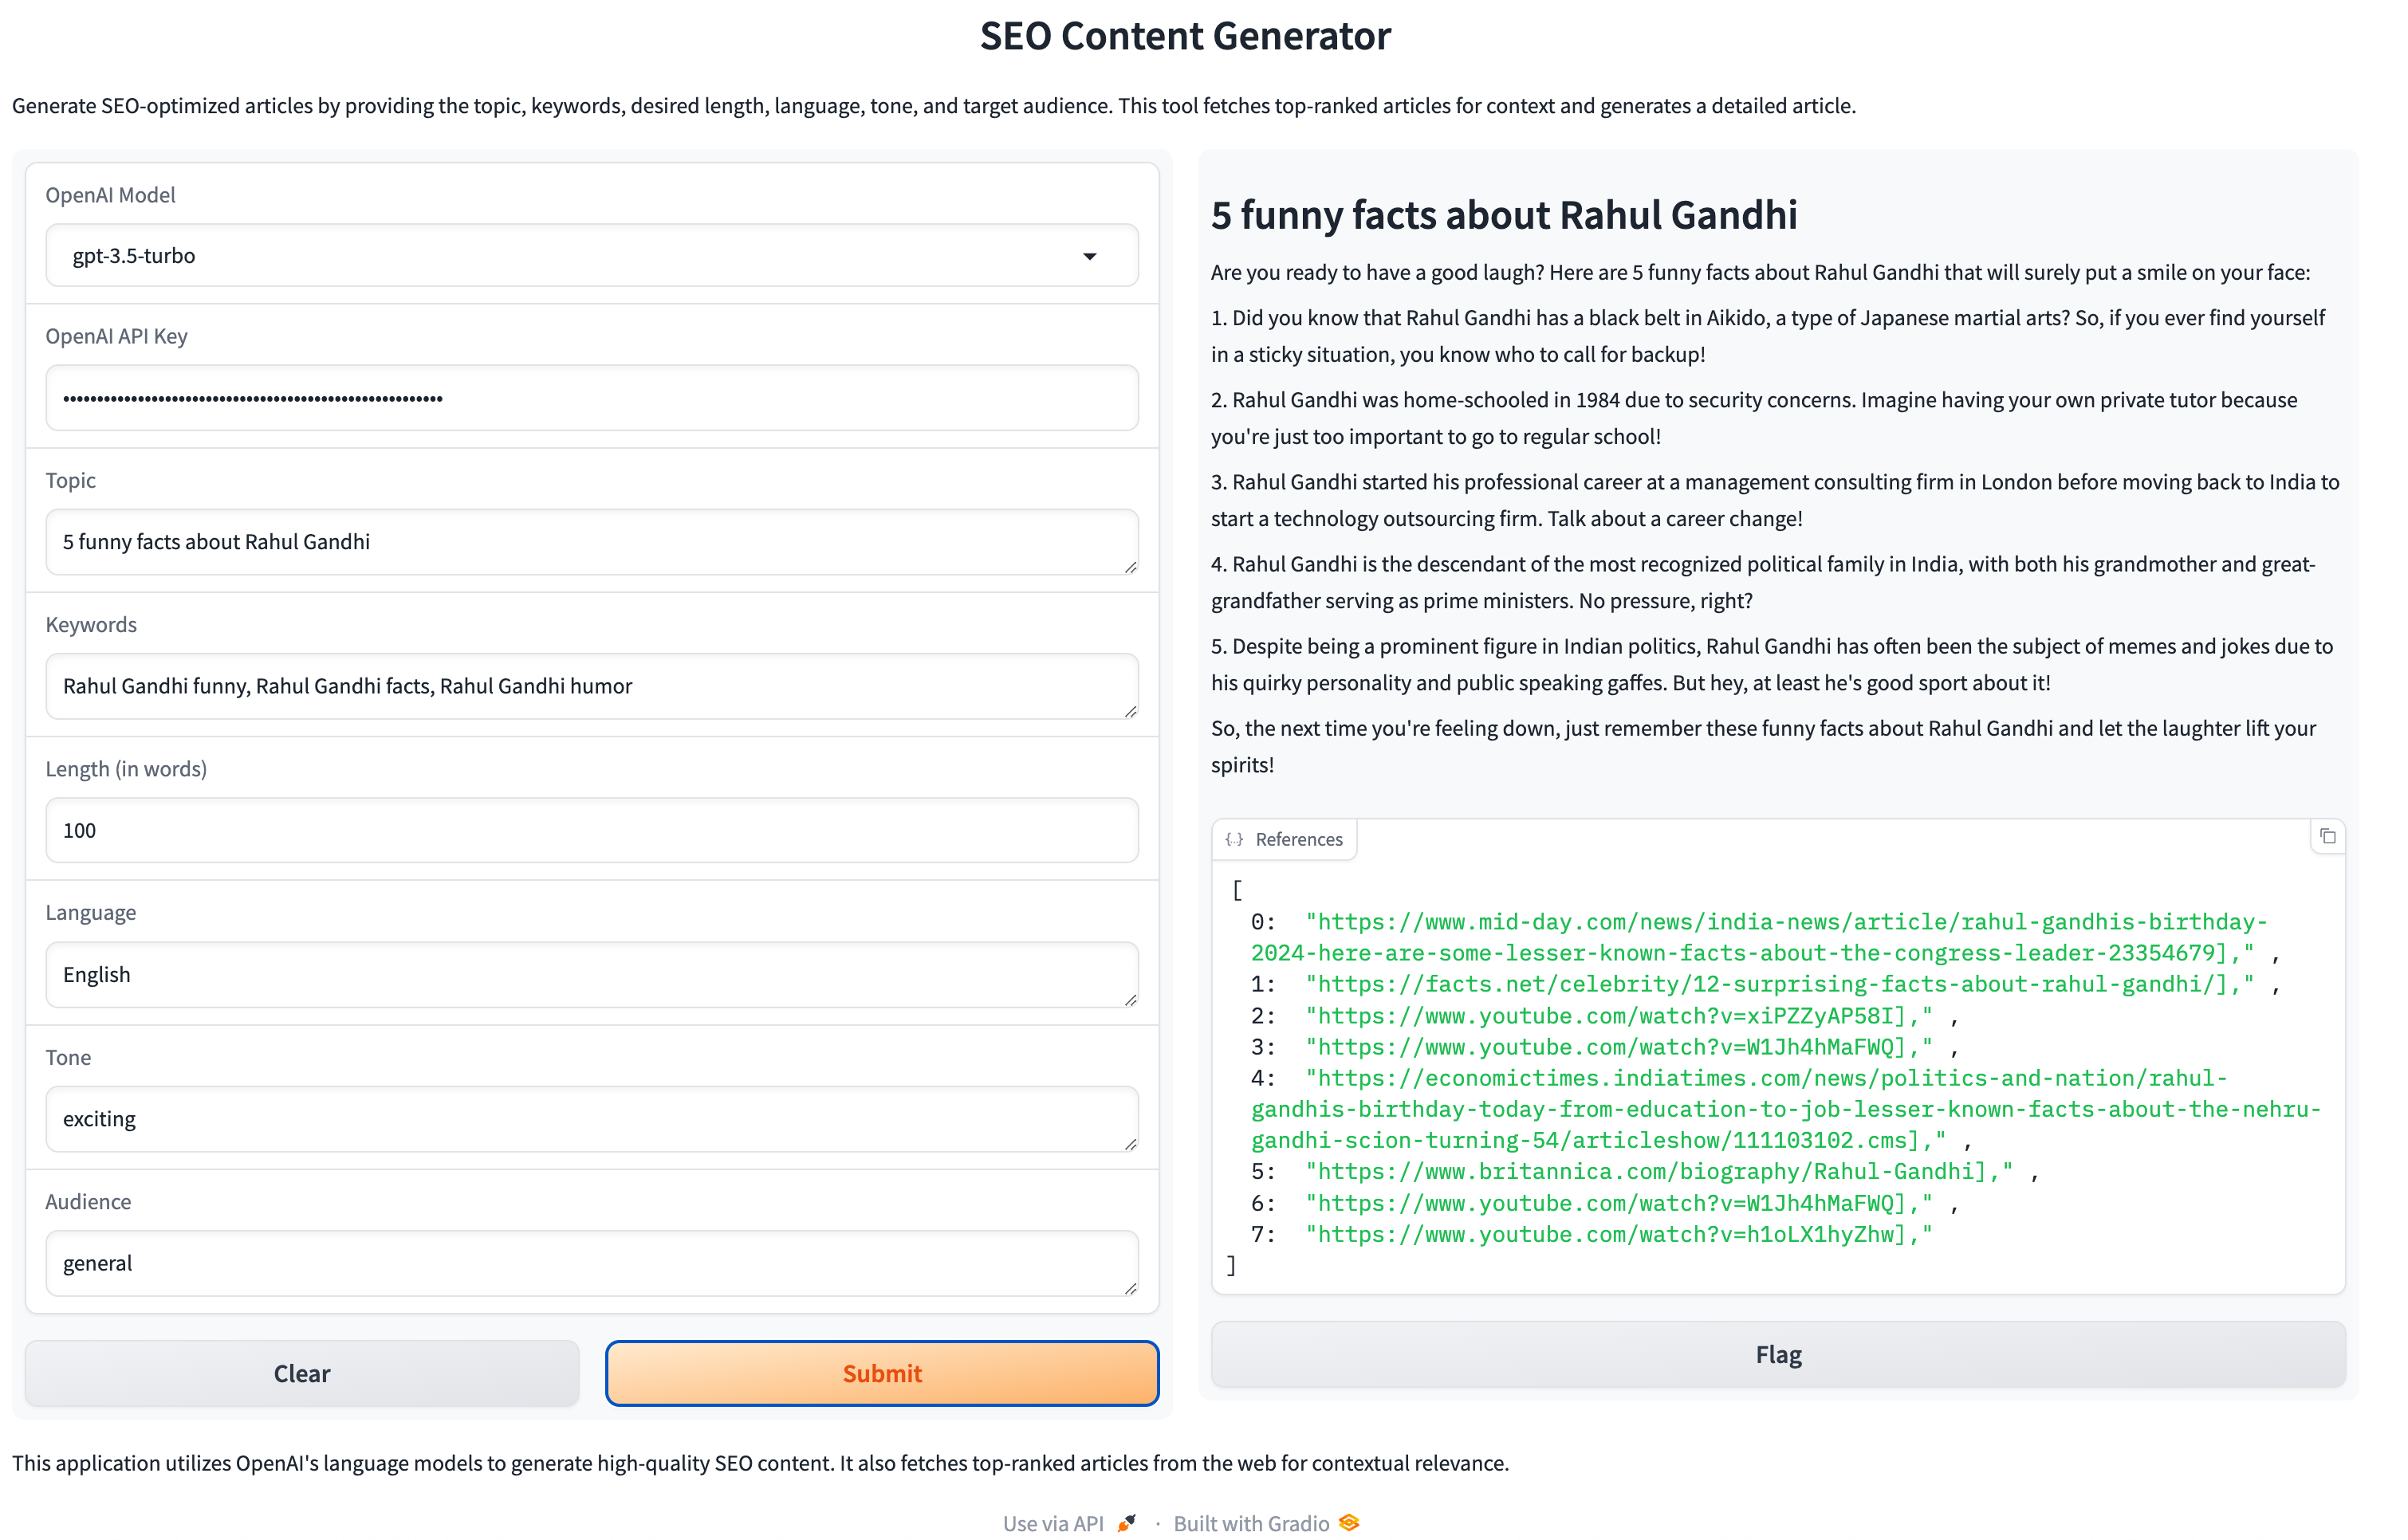 SEO Content Generator
Generate SEO-optimized articles by providing the topic, keywords, desired length, language, tone, and target audience. This tool fetches top-ranked articles for context and generates a detailed article.
OpenAI Model
gpt-3.5-turbo
OpenAI API Key
••••••••••••••••••••••••••••••••••••••••••••••••••••••••
Topic
5 funny facts about Rahul Gandhi
Keywords
Rahul Gandhi funny, Rahul Gandhi facts, Rahul Gandhi humor
Length (in words)
100
Language
English
Tone
exciting
Audience
general
Clear
Submit
5 funny facts about Rahul Gandhi
Are you ready to have a good laugh? Here are 5 funny facts about Rahul Gandhi that will surely put a smile on your face:
1. Did you know that Rahul Gandhi has a black belt in Aikido, a type of Japanese martial arts? So, if you ever find yourself
in a sticky situation, you know who to call for backup!
2. Rahul Gandhi was home-schooled in 1984 due to security concerns. Imagine having your own private tutor because
you're just too important to go to regular school!
3. Rahul Gandhi started his professional career at a management consulting firm in London before moving back to India to
start a technology outsourcing firm. Talk about a career change!
4. Rahul Gandhi is the descendant of the most recognized political family in India, with both his grandmother and great-
grandfather serving as prime ministers. No pressure, right?
5. Despite being a prominent figure in Indian politics, Rahul Gandhi has often been the subject of memes and jokes due to
his quirky personality and public speaking gaffes. But hey, at least he's good sport about it!
So, the next time you're feeling down, just remember these funny facts about Rahul Gandhi and let the laughter lift your
spirits!
{..} References
[
0: "https://www.mid-day.com/news/india-news/article/rahul-gandhis-birthday-
2024-here-are-some-lesser-known-facts-about-the-congress-leader-23354679]," ,
1: "https://facts.net/celebrity/12-surprising-facts-about-rahul-gandhi/]," ,
2: "https://www.youtube.com/watch?v=xiPZZyAP58I]," ,
3: "https://www.youtube.com/watch?v=W1Jh4hMaFWQ]," ,
4: "https://economictimes.indiatimes.com/news/politics-and-nation/rahul-
gandhis-birthday-today-from-education-to-job-lesser-known-facts-about-the-nehru-
gandhi-scion-turning-54/articleshow/111103102.cms]," ,
5: "https://www.britannica.com/biography/Rahul-Gandhi]," ,
6: "https://www.youtube.com/watch?v=W1Jh4hMaFWQ]," ,
7: "https://www.youtube.com/watch?v=h1oLX1hyZhw],"
]
Flag
This application utilizes OpenAI's language models to generate high-quality SEO content. It also fetches top-ranked articles from the web for contextual relevance.
Use via API · Built with Gradio